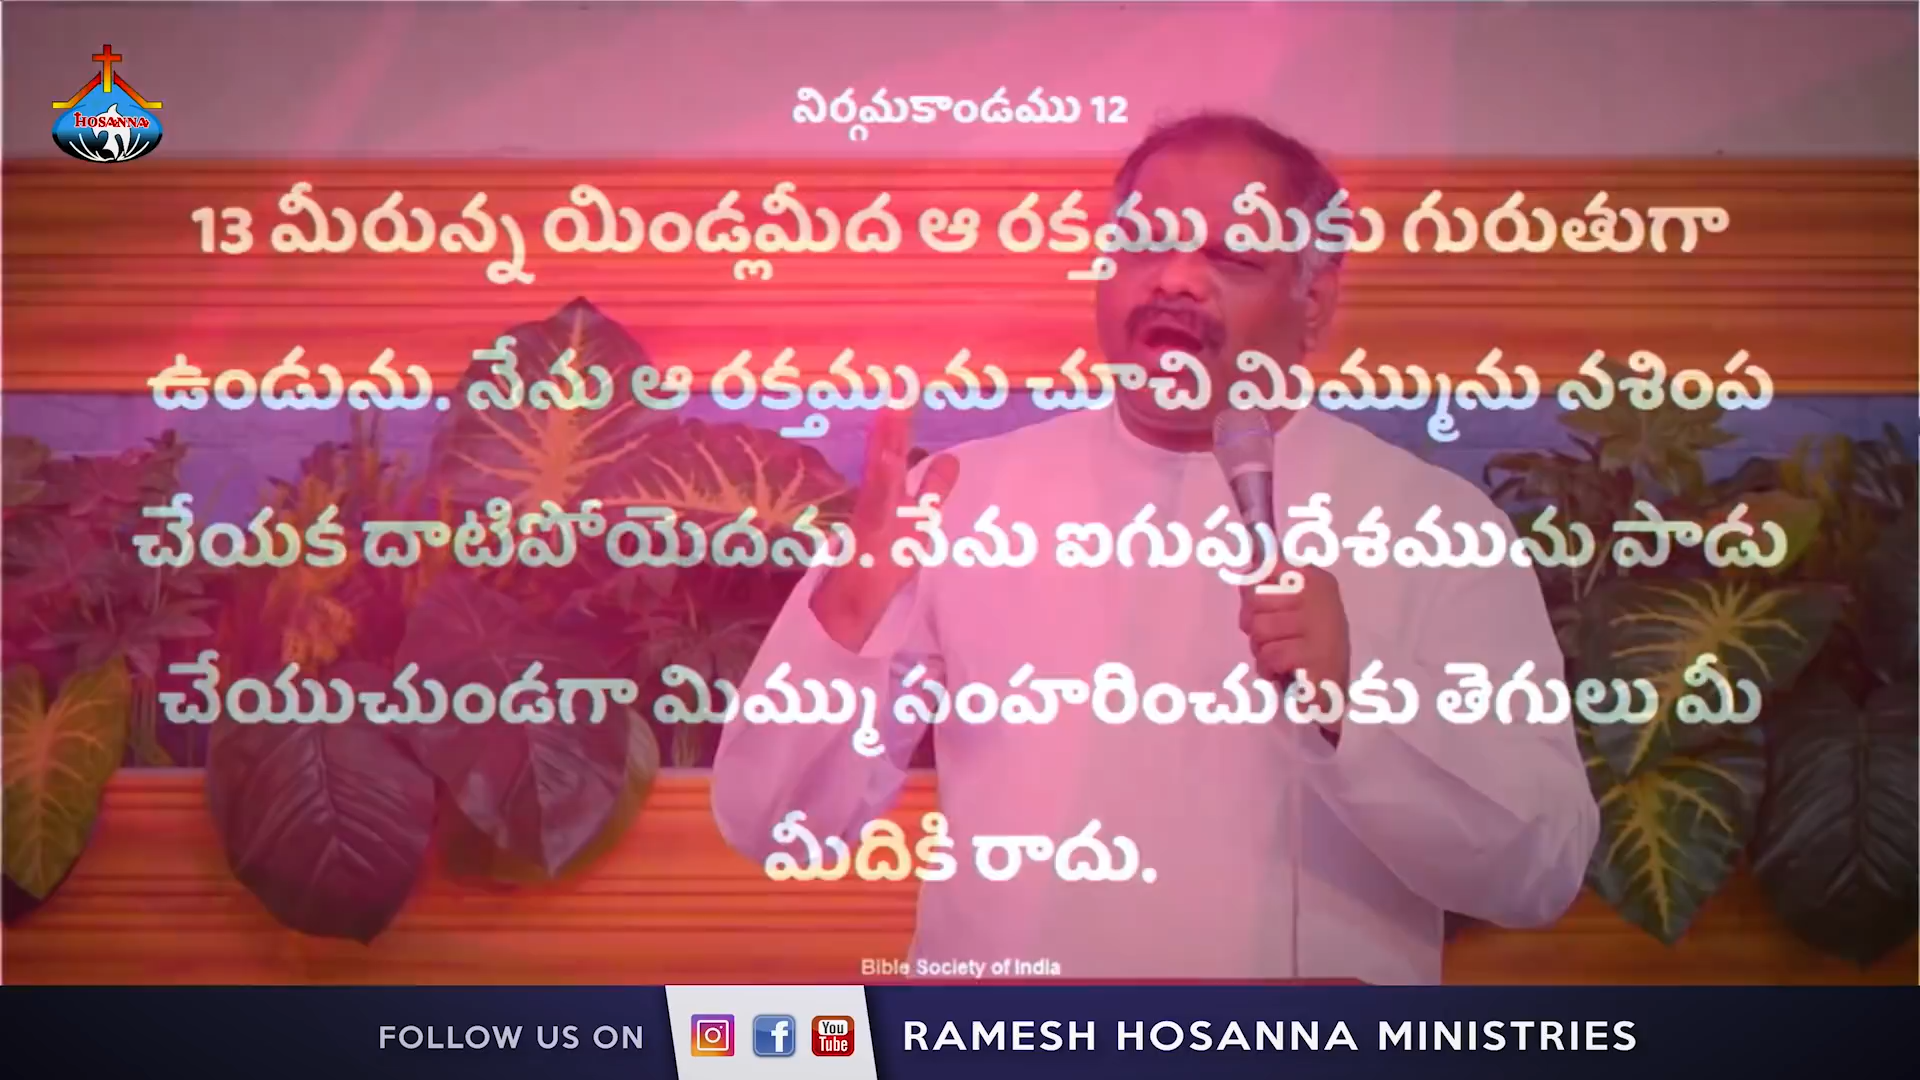 HOSANNA
నిర్గమకాండము 12
13 మీరున్న యిండ్లమీద ఆ రక్తము మీకు గురుతుగా
ఉండును. నేను ఆ రక్తమును చూచి మిమ్మును నశింప
చేయక దాటిపోయెదను. నేను ఐగుప్తుదేశమును పాడు
చేయుచుండగా మిమ్ము సంహరించుటకు తెగులు మీ
మీదికి రాదు.
Bible Society of India
FOLLOW US ON You Tube RAMESH HOSANNA MINISTRIES